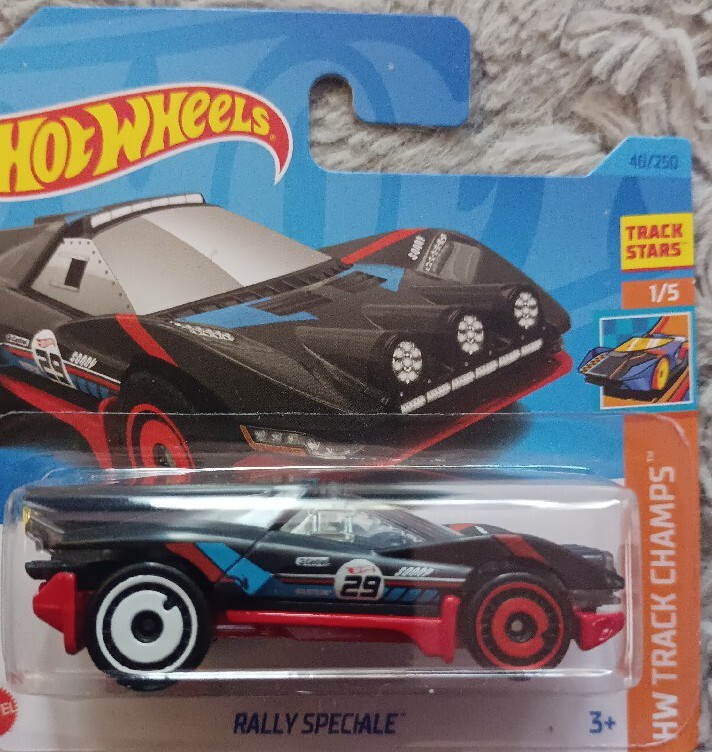 HOT WHEELS
40/250
TRACK
STARS
1/5
29
29
HW TRACK CHAMPS™
RALLY SPECIALE™
3+